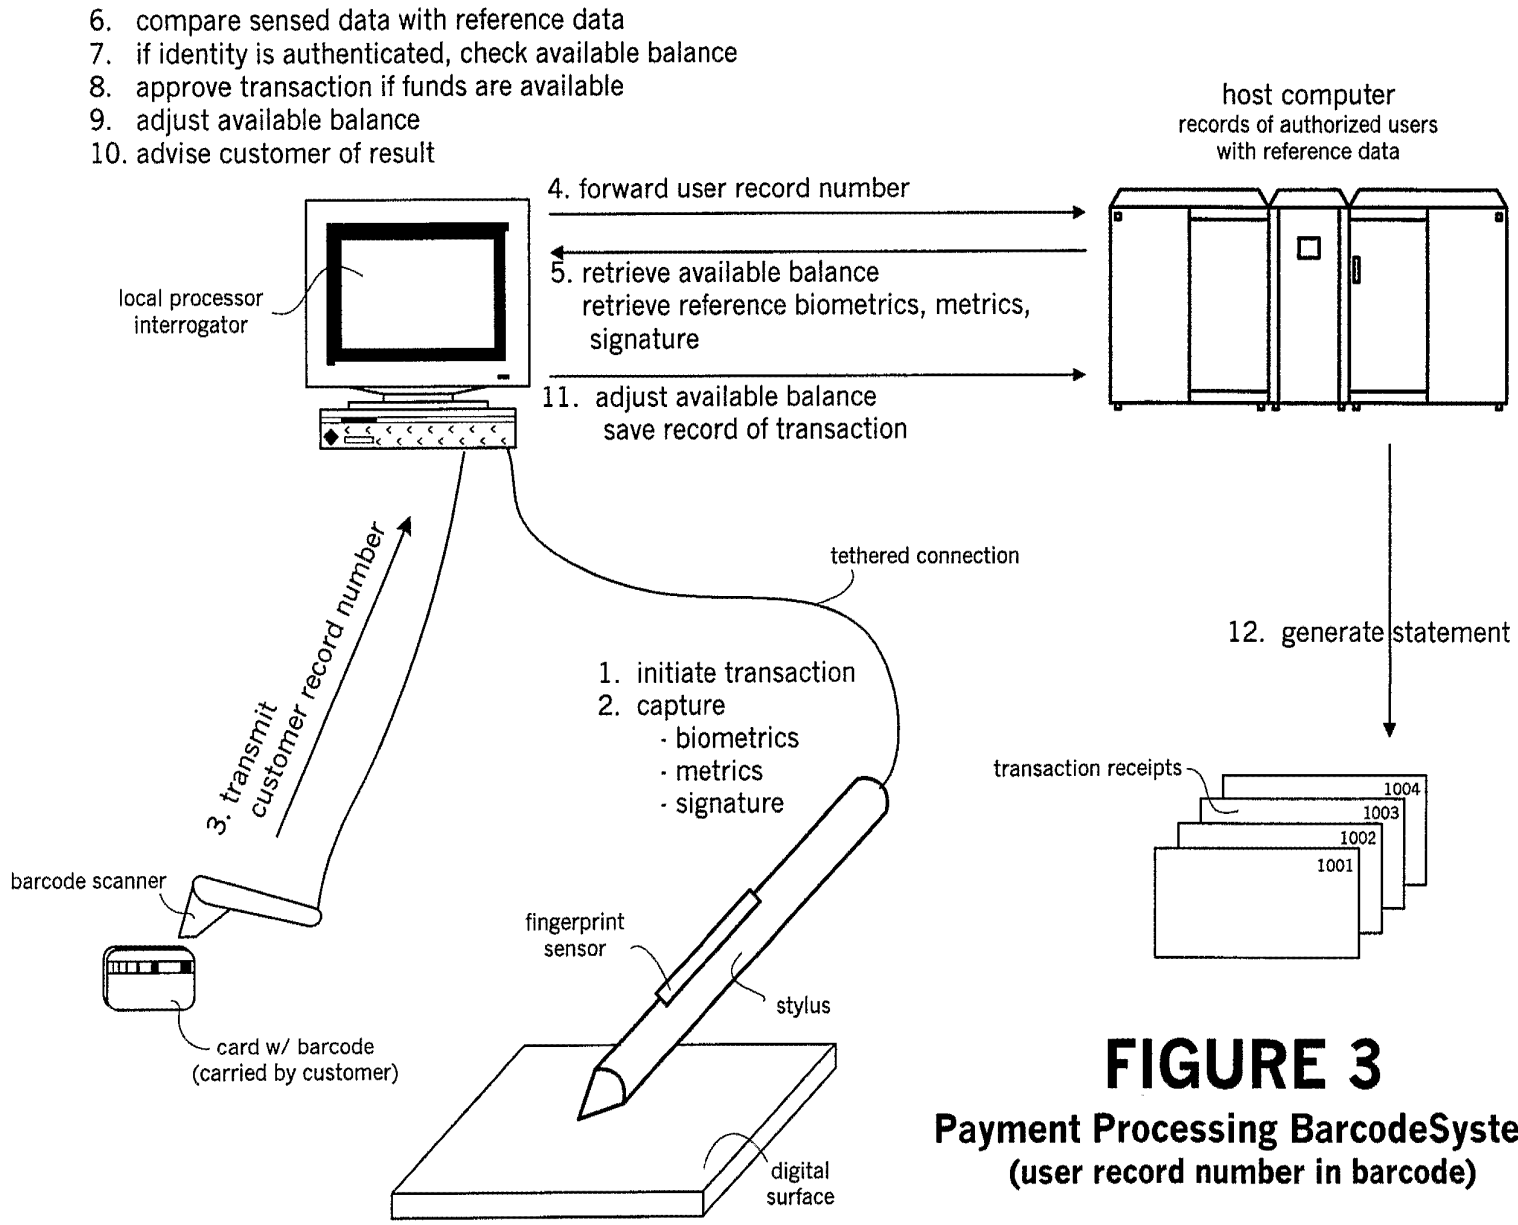 6. compare sensed data with reference data
7. if identity is authenticated, check available balance
8. approve transaction if funds are available
9. adjust available balance
10. advise customer of result
host computer
records of authorized users
with reference data
4. forward user record number
5. retrieve available balance
retrieve reference biometrics, metrics,
signature
local processor
interrogator
11. adjust available balance
save record of transaction
3. transmit
customer record number
tethered connection
12. generate statement
1. initiate transaction
2. capture
- biometrics
- metrics
- signature
transaction receipts
1004
1003
1002
1001
barcode scanner
fingerprint
sensor
stylus
card w/ barcode
(carried by customer)
digital
surface
FIGURE 3
Payment Processing BarcodeSyste
(user record number in barcode)